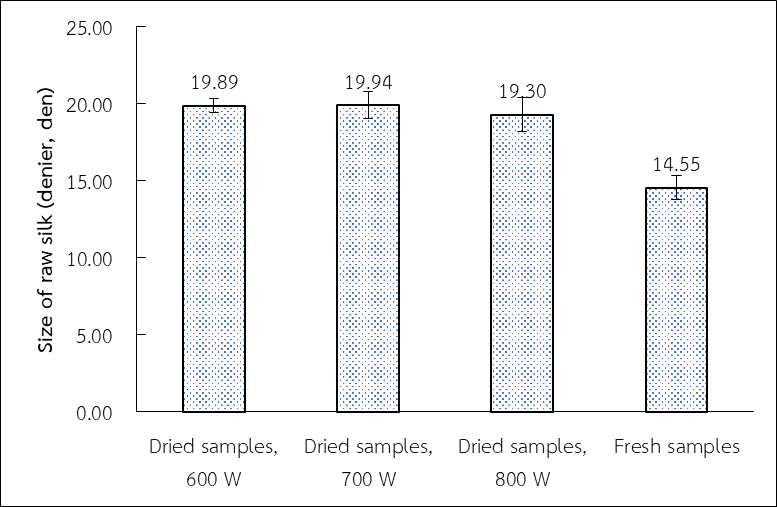 Size of raw silk (denier, den)
25.00
20.00
15.00
10.00
5.00
0.00
19.89
19.94
19.30
14.55
Dried samples,
600 W
Dried samples,
700 W
Dried samples,
800 W
Fresh samples